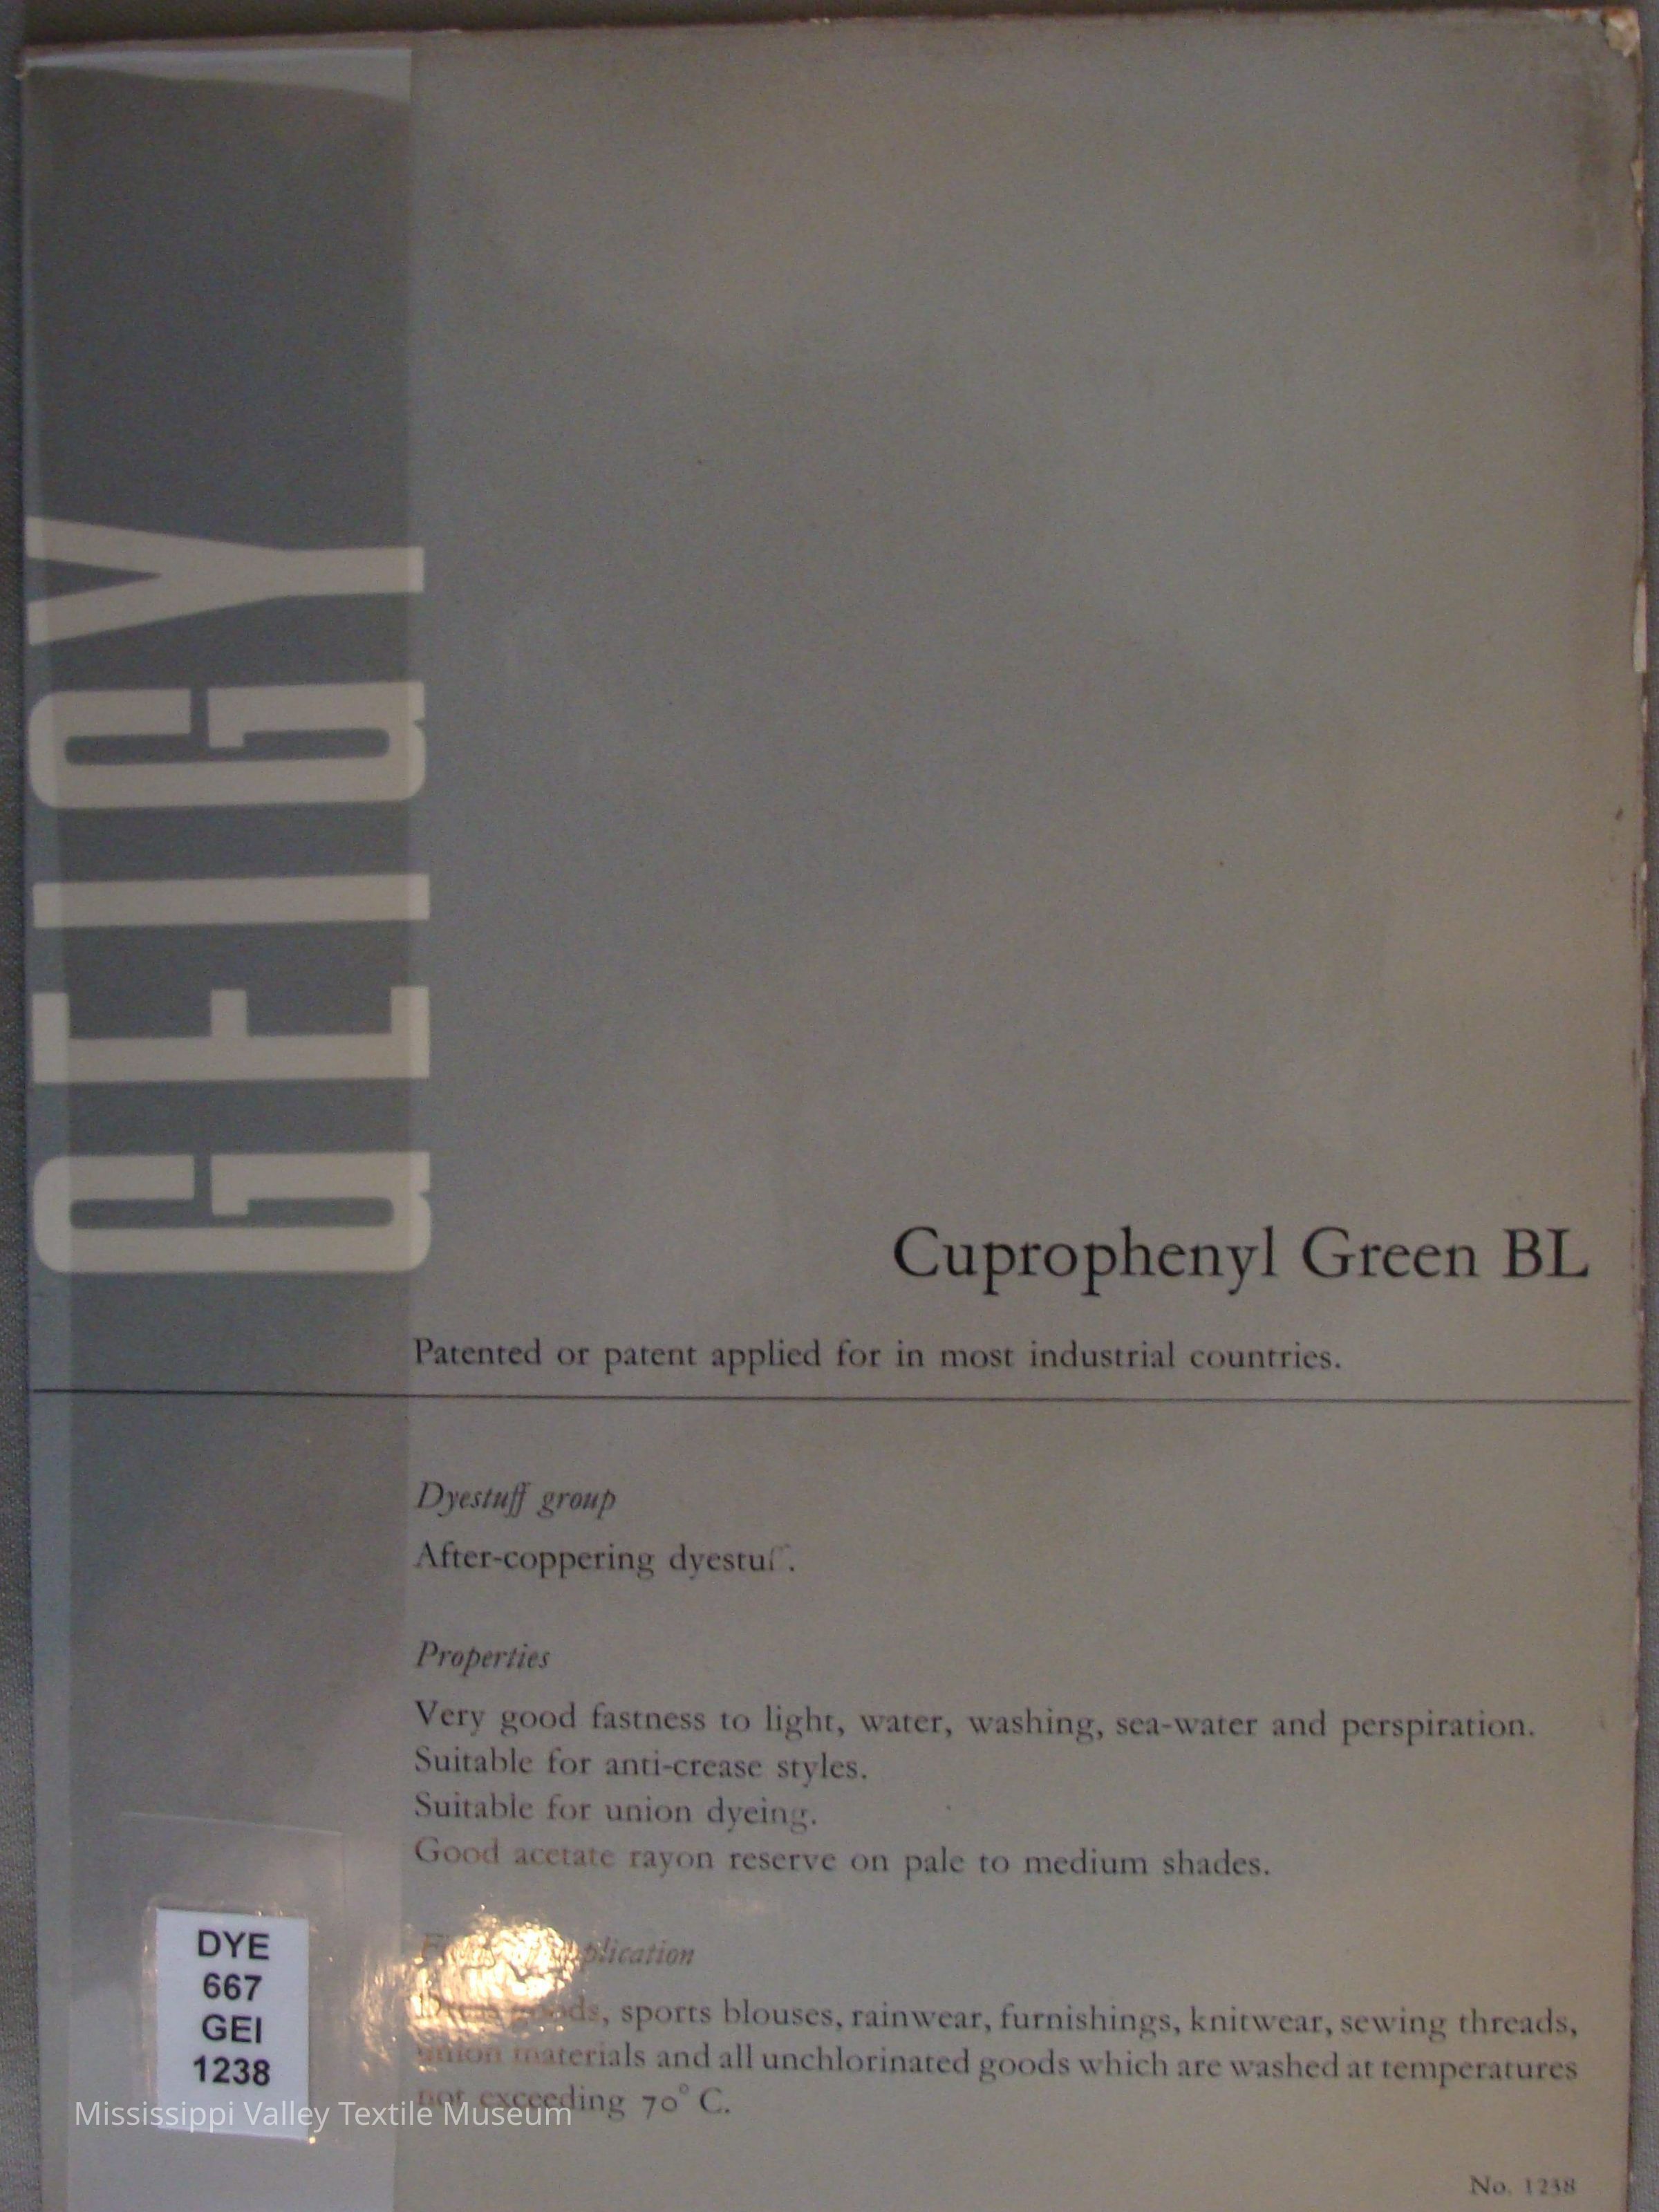 GEIGY
Cuprophenyl Green BL
Patented or patent applied for in most industrial countries.
Dyestuff group
After-coppering dyestuff.
Properties
Very good fastness to light, water, washing, sea-water and perspiration.
Suitable for anti-crease styles.
Suitable for union dyeing.
Good acetate rayon reserve on pale to medium shades.
sports blouses, rainwear, furnishings, knitwear, sewing threads,
union materials and all unchlorinated goods which are washed at temperatures
not exceeding 70° C.
DYE
667
GEI
1238
Mississippi Valley Textile Museum
No. 1238